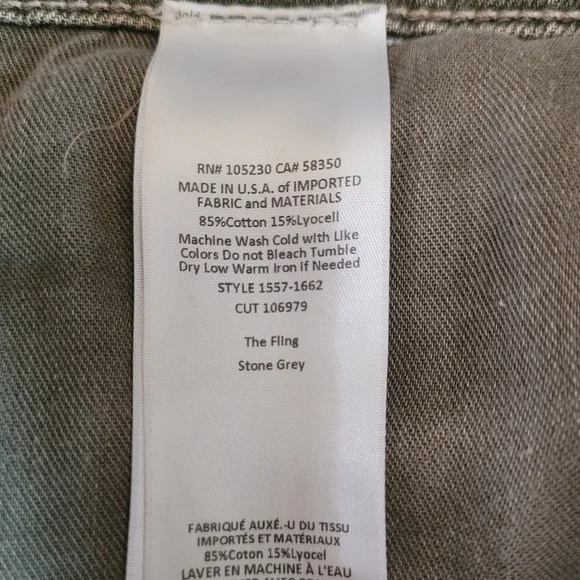 RN# 105230 CA# 58350
MADE IN U.S.A. of IMPORTED
FABRIC and MATERIALS
85%Cotton 15%Lyocell
Machine Wash Cold with Like
Colors Do not Bleach Tumble
Dry Low Warm Iron if Needed
STYLE 1557-1662
CUT 106979
The Fling
Stone Grey
FABRIQUÉ AUXÉ.-U DU TISSU
IMPORTÉS ET MATÉRIAUX
85%Coton 15%Lyocel
LAVER EN MACHINE À L'EAU